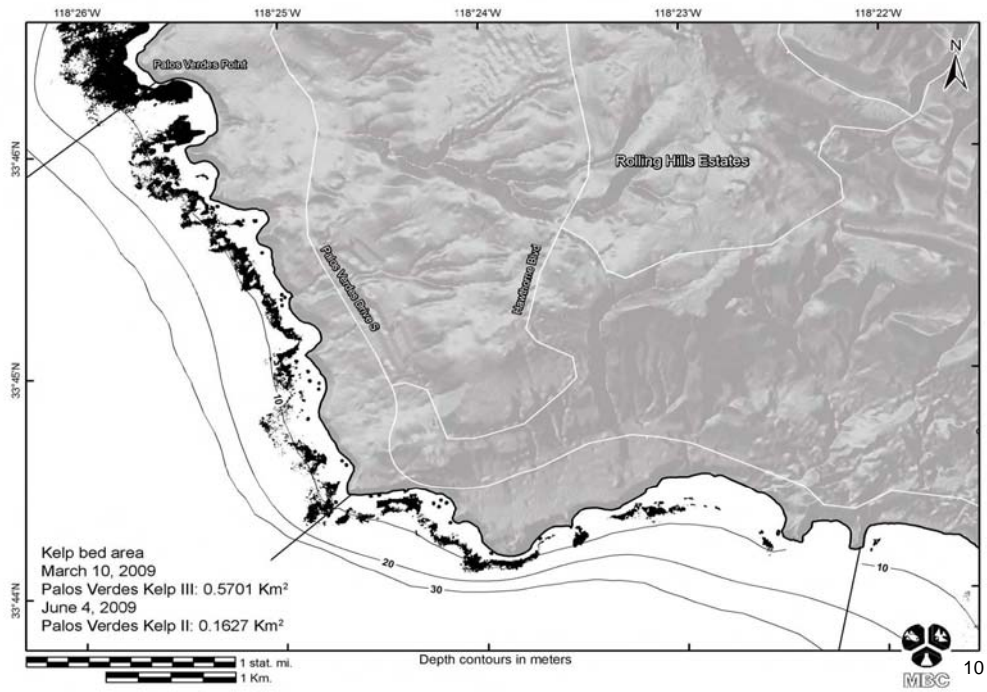 118°26'W
118°25'W
118°24'W
118°23'W
118°22'W
N
Palos Verdes Point
33°46'N
Rolling Hills Estates
Palos Verdes Drive S
Hawthorne Blvd
33°45'N
10
Kelp bed area
March 10, 2009
Palos Verdes Kelp III: 0.5701 Km²
June 4, 2009
Palos Verdes Kelp II: 0.1627 Km²
20
30
10
33°44'N
1 stat. mi.
1 Km.
Depth contours in meters
MBC
10